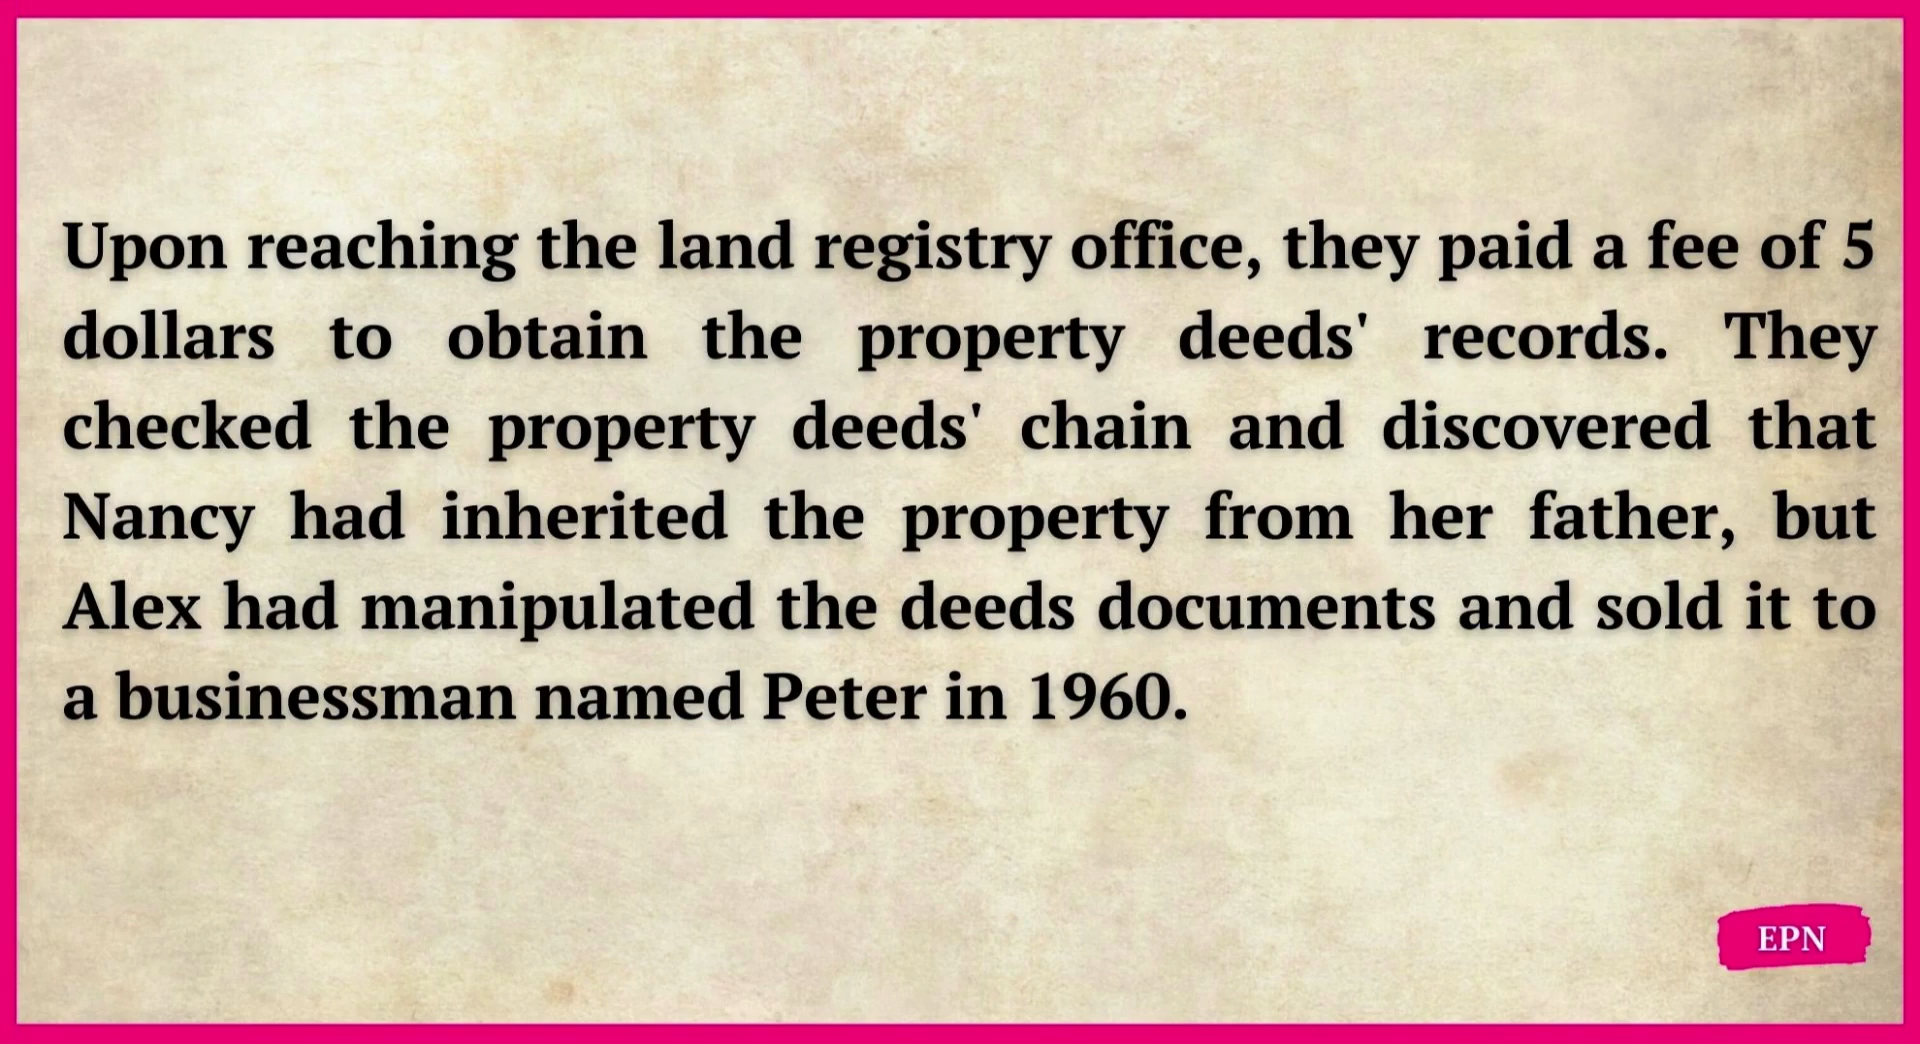 Upon reaching the land registry office, they paid a fee of 5
dollars to obtain the property deeds' records. They
checked the property deeds' chain and discovered that
Nancy had inherited the property from her father, but
Alex had manipulated the deeds documents and sold it to
a businessman named Peter in 1960.
EPN